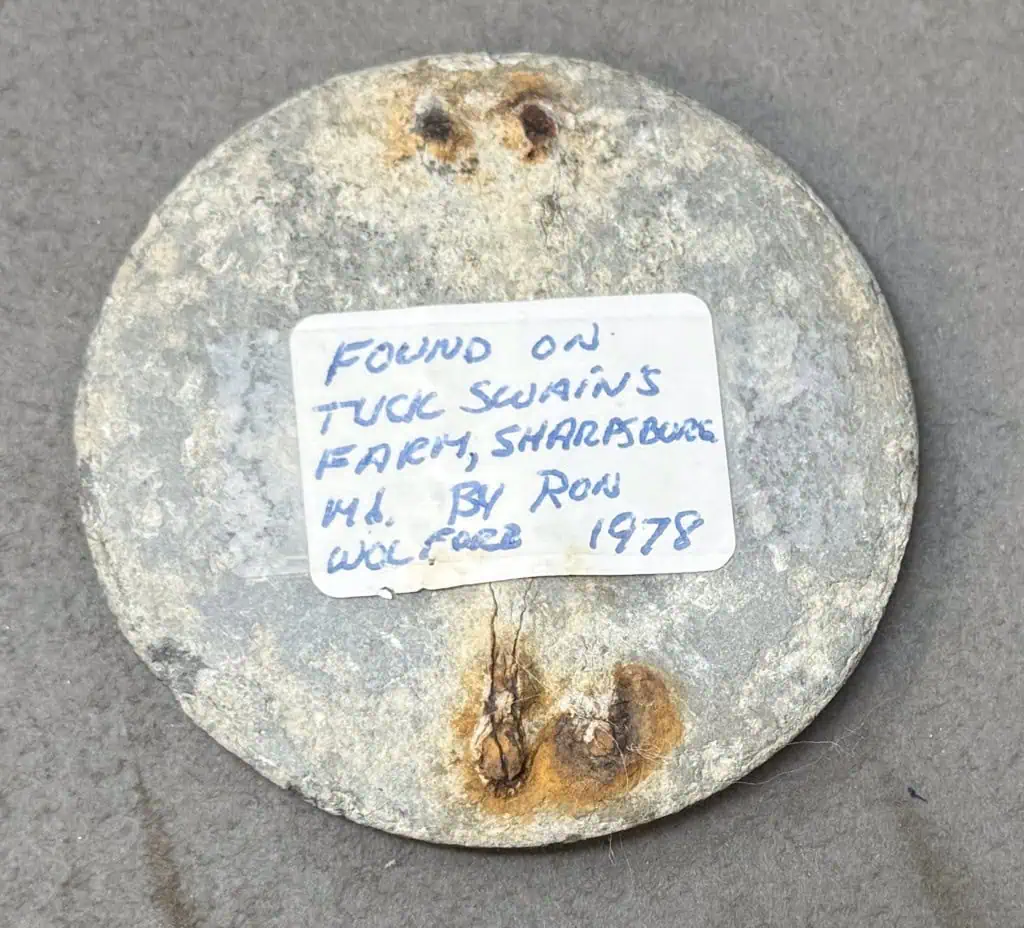 FOUND ON
TUCK SWAIN'S
FARM, SHARPSBURG
Md. BY RON
WOLFORD 1978